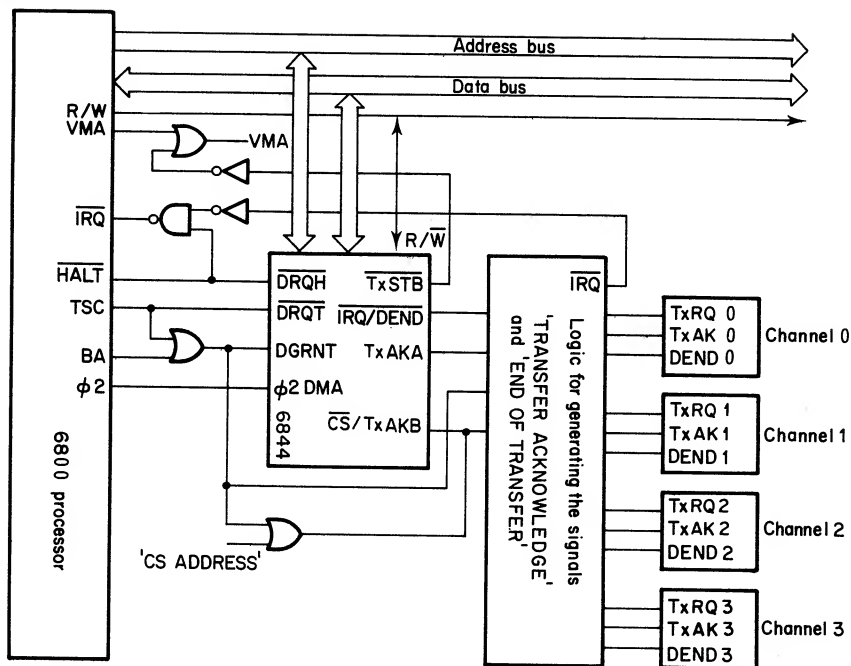 Address bus
Data bus
R/W
VMA
VMA
IRQ
HALT
TSC
BA
φ2
6800 processor
R/W
DRQH
TxSTB
DRQT
IRQ/DEND
DGRNT
TxAKA
φ2 DMA
CS/TxAKB
6844
'CS ADDRESS'
IRQ
Logic for generating the signals
'TRANSFER ACKNOWLEDGE'
and 'END OF TRANSFER'
TxRQ 0
TxAK 0
DEND 0
Channel 0
TxRQ 1
TxAK 1
DEND 1
Channel 1
TxRQ 2
TxAK 2
DEND 2
Channel 2
TxRQ 3
TxAK 3
DEND 3
Channel 3